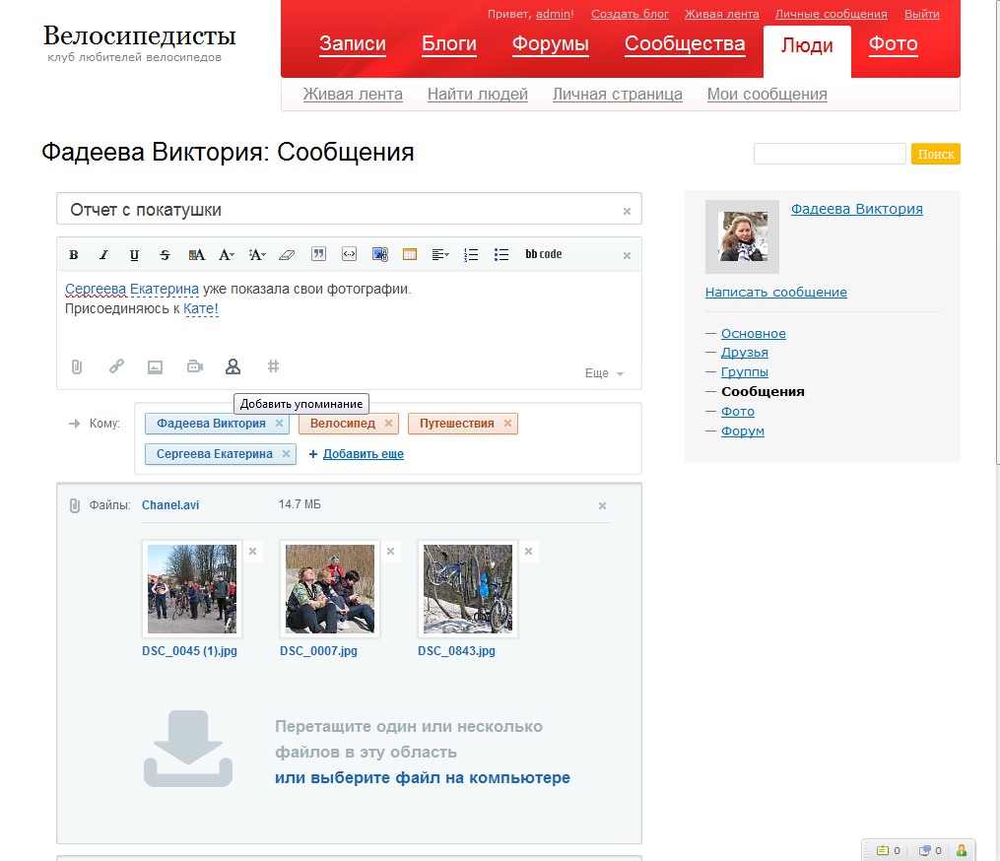 Велосипедисты
клуб любителей велосипедов
Привет, admin! Создать блог Живая лента Личные сообщения Выйти
Записи Блоги Форумы Сообщества Люди Фото
Живая лента Найти людей Личная страница Мои сообщения
Фадеева Виктория: Сообщения
Поиск
Отчет с покатушки
B I U S A A A bb code
Сергеева Екатерина уже показала свои фотографии.
Присоединяюсь к Кате!
Еще
Добавить упоминание
Кому: Фадеева Виктория Велосипед Путешествия
Сергеева Екатерина + Добавить еще
Файлы: Chanel.avi 14.7 МБ
DSC_0045 (1).jpg DSC_0007.jpg DSC_0843.jpg
Перетащите один или несколько
файлов в эту область
или выберите файл на компьютере
Фадеева Виктория
Написать сообщение
— Основное
— Друзья
— Группы
— Сообщения
— Фото
— Форум
0 0